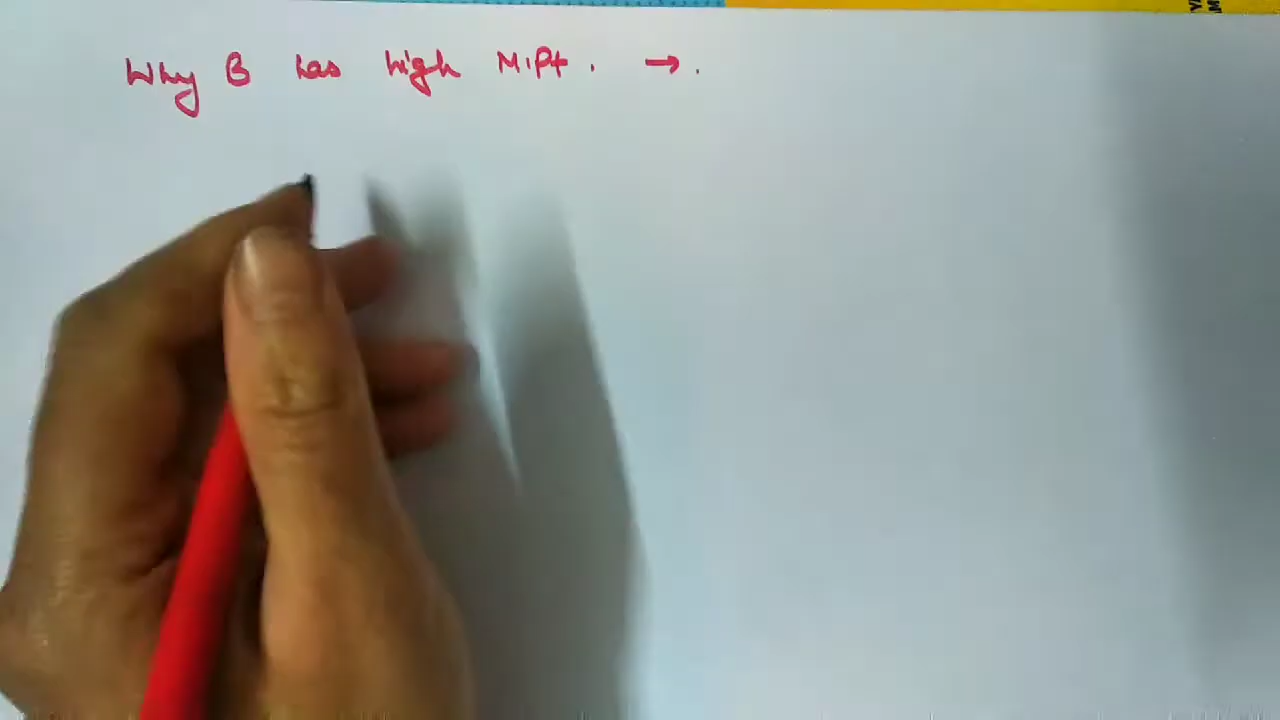 Why B has high M.Pt. → .